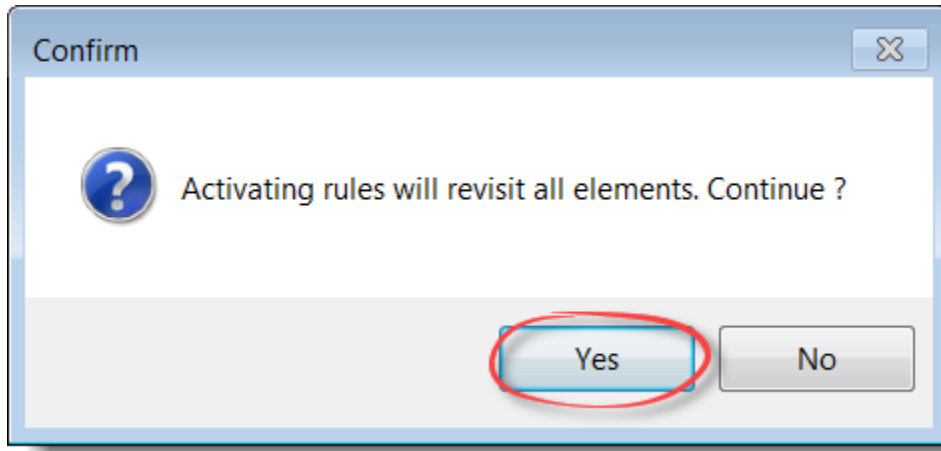 Confirm
Activating rules will revisit all elements. Continue ?
Yes
No